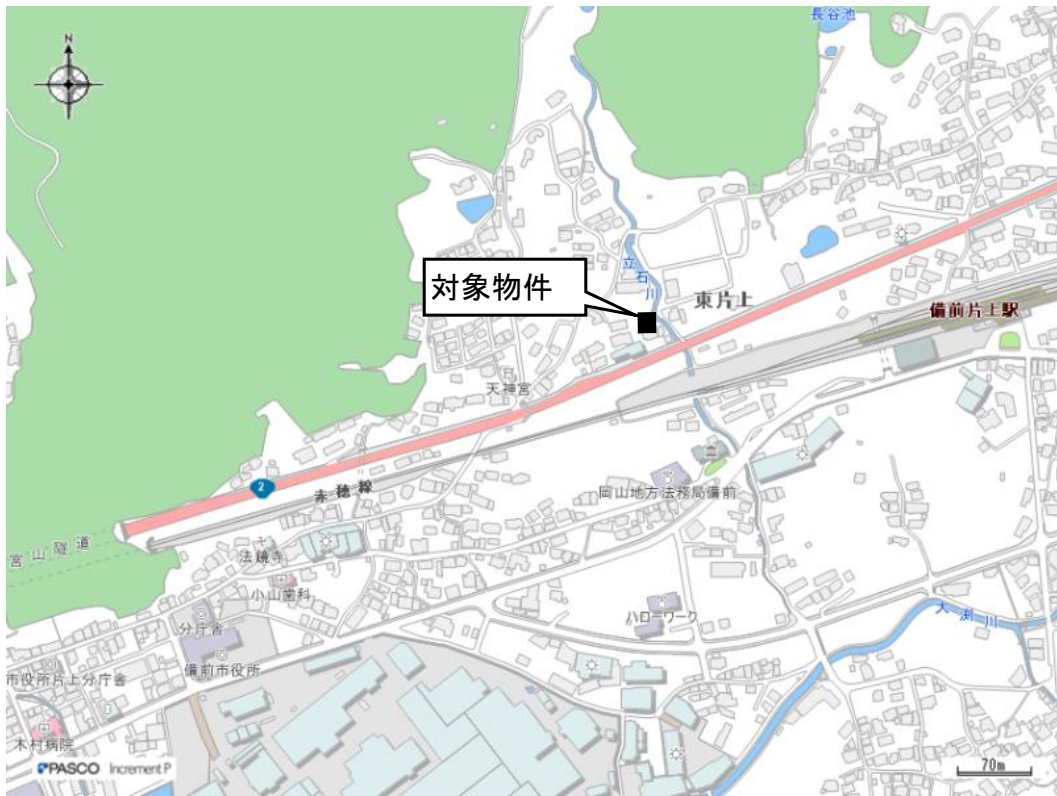 長谷池
N
立石川
対象物件
東片上
備前片上駅
天神宮
2
赤穂線
岡山地方法務局備前
宮山隧道
法鏡寺
小山歯科
分庁舎
ハローワーク
大渕川
備前市役所
市役所片上分庁舎
木村病院
PASCO Increment P
70m